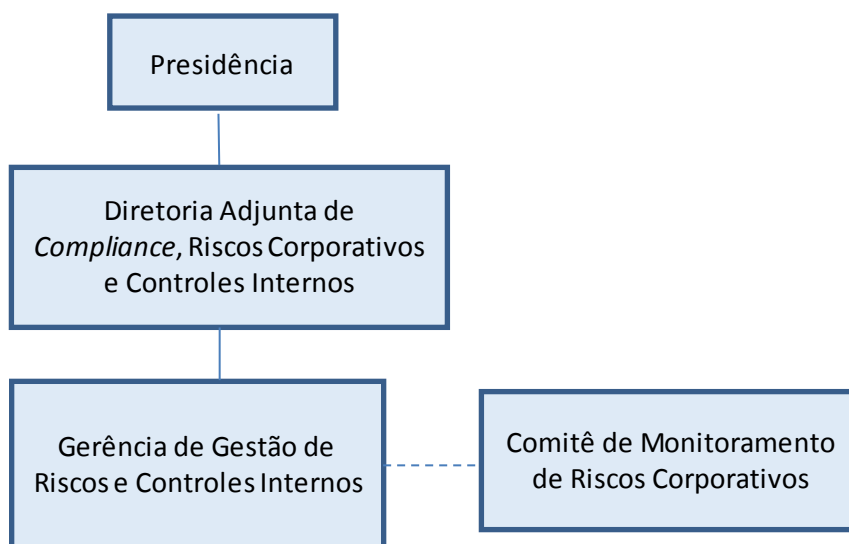 Presidência
Diretoria Adjunta de
Compliance, Riscos Corporativos
e Controles Internos
Gerência de Gestão de
Riscos e Controles Internos
Comitê de Monitoramento
de Riscos Corporativos